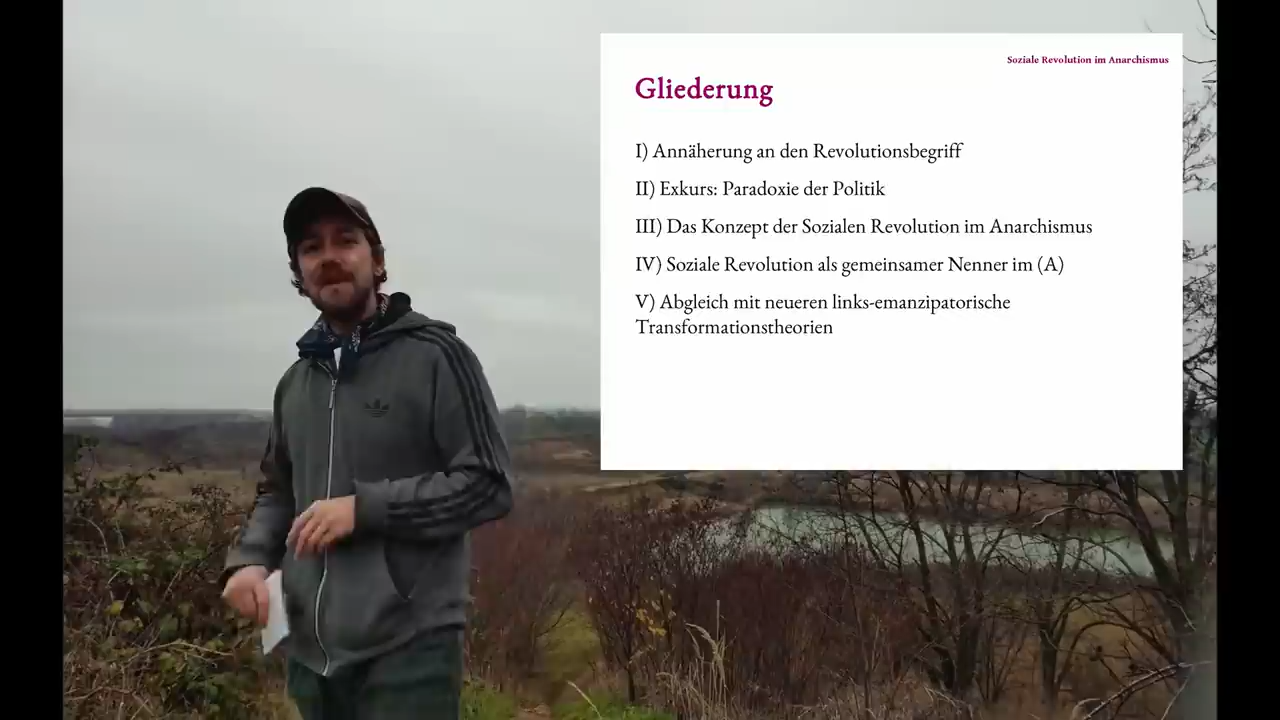 Soziale Revolution im Anarchismus
Gliederung
I) Annäherung an den Revolutionsbegriff
II) Exkurs: Paradoxie der Politik
III) Das Konzept der Sozialen Revolution im Anarchismus
IV) Soziale Revolution als gemeinsamer Nenner im (A)
V) Abgleich mit neueren links-emanzipatorische
Transformationstheorien